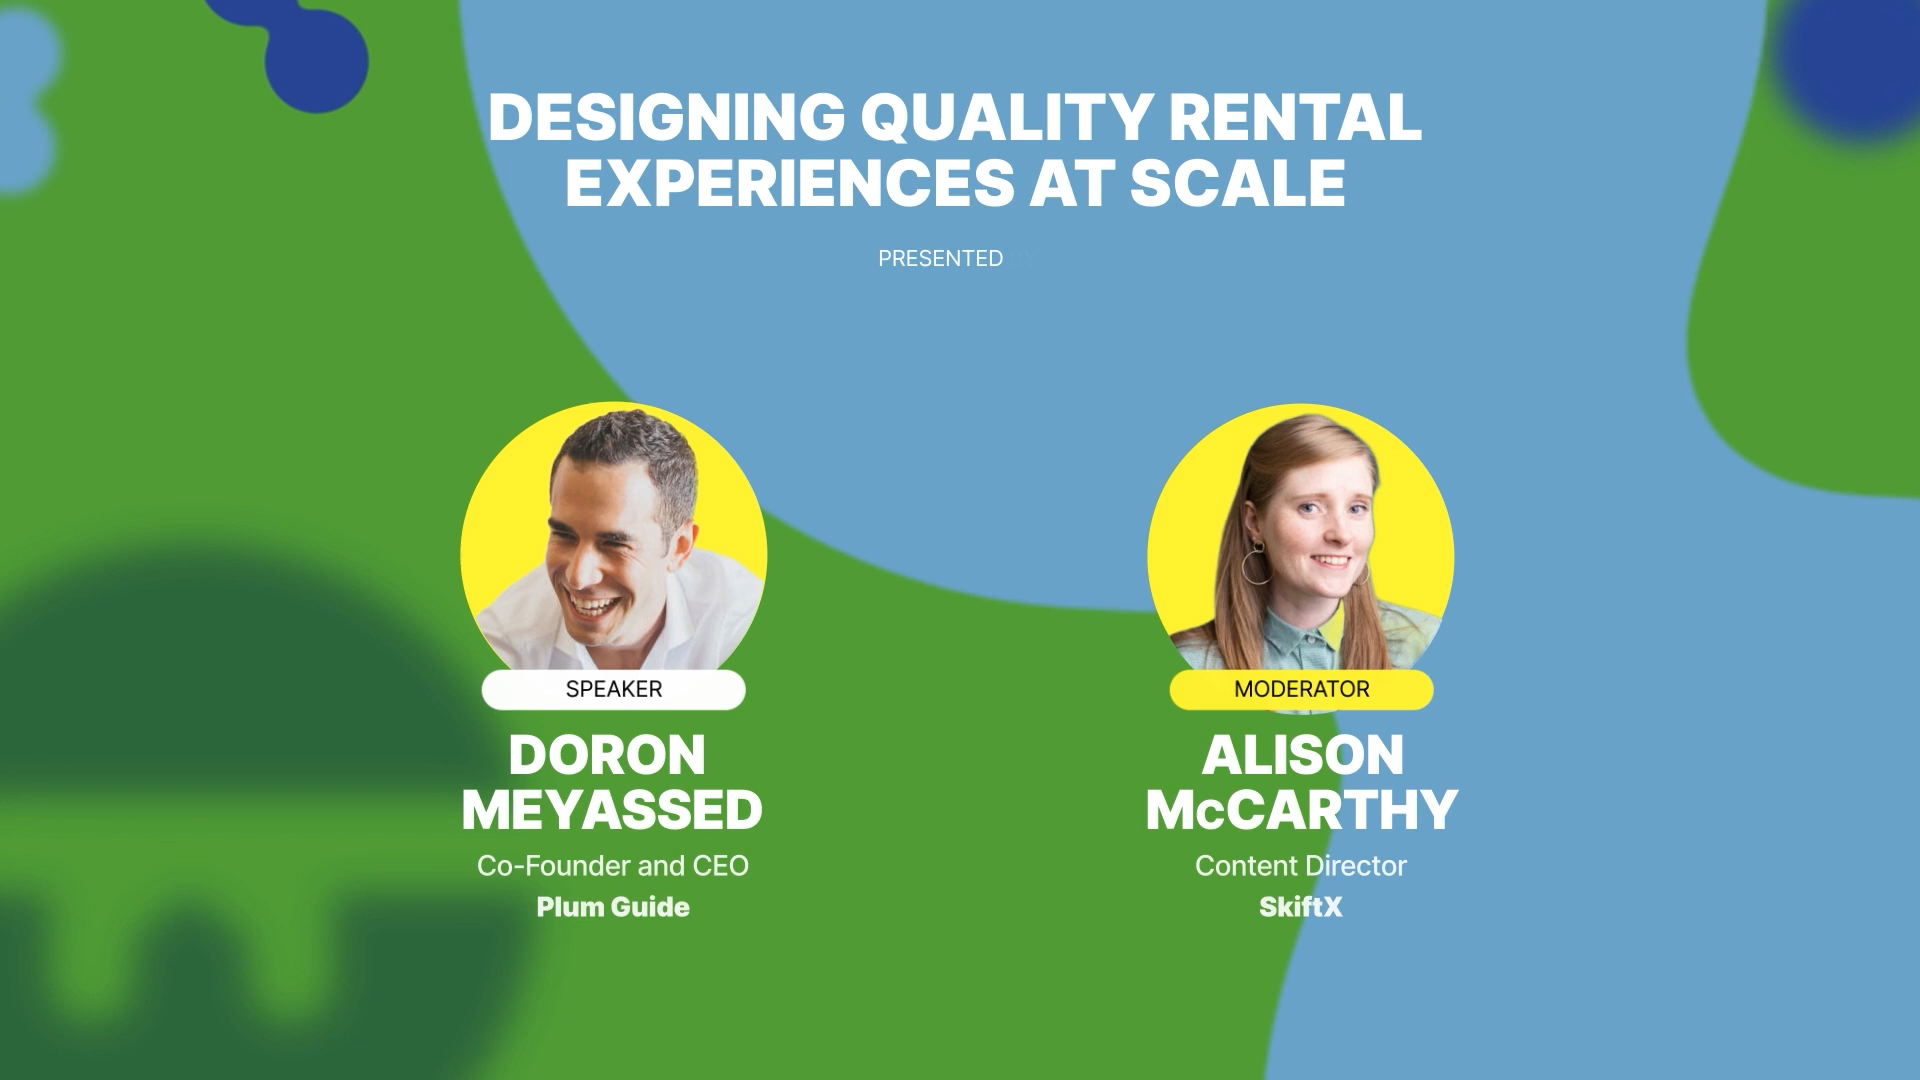 DESIGNING QUALITY RENTAL
EXPERIENCES AT SCALE
PRESENTED BY
SPEAKER
DORON
MEYASSED
Co-Founder and CEO
Plum Guide
MODERATOR
ALISON
McCARTHY
Content Director
SkiftX